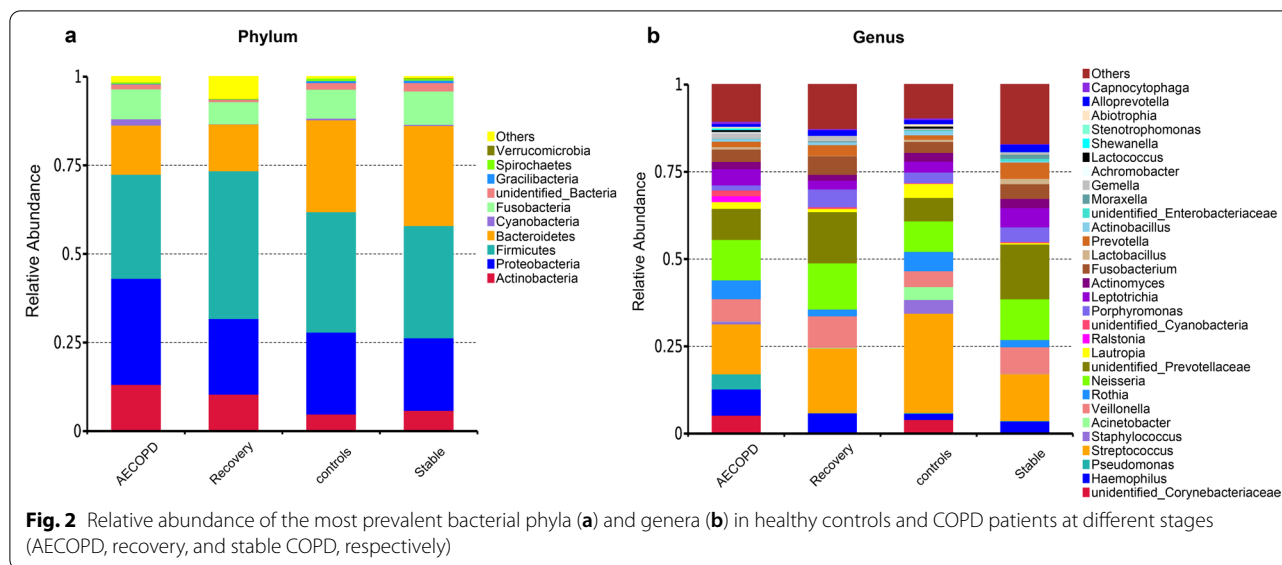 a
Phylum
Relative Abundance
1
0.75
0.5
0.25
0
AECOPD
Recovery
controls
Stable
Others
Verrucomicrobia
Spirochaetes
Gracilibacteria
unidentified_Bacteria
Fusobacteria
Cyanobacteria
Bacteroidetes
Firmicutes
Proteobacteria
Actinobacteria
b
Genus
Relative Abundance
1
0.75
0.5
0.25
0
AECOPD
Recovery
controls
Stable
Others
Capnocytophaga
Alloprevotella
Abiotrophia
Stenotrophomonas
Shewanella
Lactococcus
Achromobacter
Gemella
Moraxella
unidentified_Enterobacteriaceae
Actinobacillus
Prevotella
Lactobacillus
Fusobacterium
Actinomyces
Leptotrichia
Porphyromonas
unidentified_Cyanobacteria
Ralstonia
Lautropia
unidentified_Prevotellaceae
Neisseria
Rothia
Veillonella
Acinetobacter
Staphylococcus
Streptococcus
Pseudomonas
Haemophilus
unidentified_Corynebacteriaceae
Fig. 2 Relative abundance of the most prevalent bacterial phyla (a) and genera (b) in healthy controls and COPD patients at different stages
(AECOPD, recovery, and stable COPD, respectively)